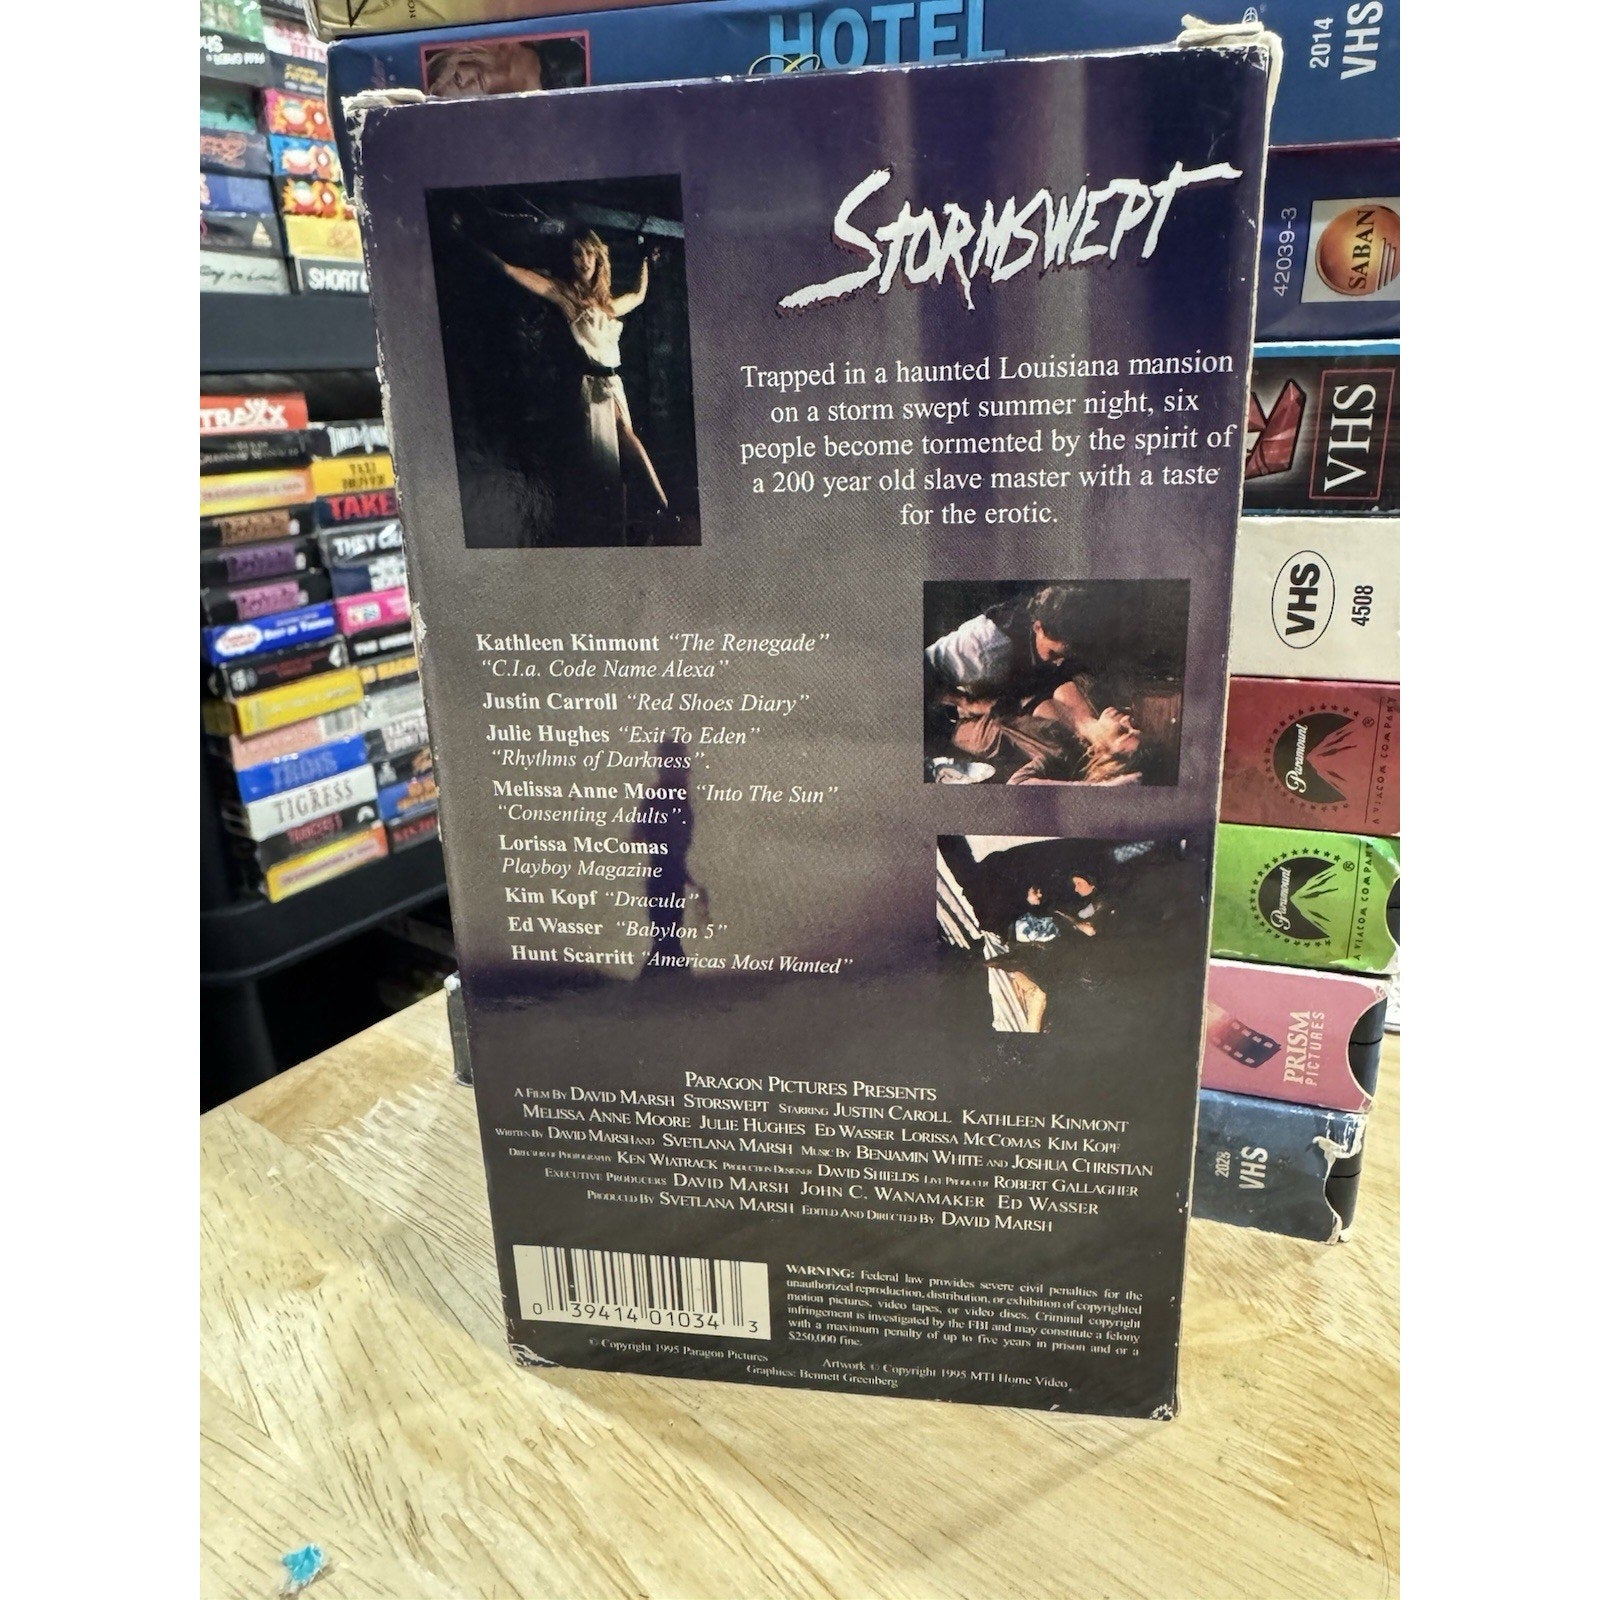 HOTEL
2014
VHS
STORMSWEPT
Trapped in a haunted Louisiana mansion
on a storm swept summer night, six
people become tormented by the spirit of
a 200 year old slave master with a taste
for the erotic.
Kathleen Kinmont “The Renegade”
“C.I.a. Code Name Alexa”
Justin Carroll “Red Shoes Diary”
Julie Hughes “Exit To Eden”
“Rhythms of Darkness”.
Melissa Anne Moore “Into The Sun”
“Consenting Adults”.
Lorissa McComas
Playboy Magazine
Kim Kopf “Dracula”
Ed Wasser “Babylon 5”
Hunt Scarritt “Americas Most Wanted”
PARAGON PICTURES PRESENTS
A FILM BY DAVID MARSH STORSWEPT STARRING JUSTIN CAROLL KATHLEEN KINMONT
MELISSA ANNE MOORE JULIE HUGHES ED WASSER LORISSA MCCOMAS KIM KOPF
WRITTEN BY DAVID MARSH AND SVETLANA MARSH MUSIC BY BENJAMIN WHITE AND JOSHUA CHRISTIAN
DIRECTOR OF PHOTOGRAPHY KEN WIATRACK PRODUCTION DESIGNER DAVID SHIELDS LINE PRODUCER ROBERT GALLAGHER
EXECUTIVE PRODUCERS DAVID MARSH JOHN C. WANAMAKER ED WASSER
PRODUCED BY SVETLANA MARSH EDITED AND DIRECTED BY DAVID MARSH
0 39414 01034 3
WARNING: Federal law provides severe civil penalties for the
unauthorized reproduction, distribution, or exhibition of copyrighted
motion pictures, video tapes, or video discs. Criminal copyright
infringement is investigated by the FBI and may constitute a felony
with a maximum penalty of up to five years in prison and or a
$250,000 fine.
© Copyright 1995 Paragon Pictures
Artwork © Copyright 1995 MTI Home Video
Graphics: Bennett Greenberg
42039-3
SABAN
VHS
VHS
4508
Paramount
A VIACOM COMPANY
Paramount
A VIACOM COMPANY
PRISM
PICTURES
2028
VHS
SHORT
TRAXX
TAXI
DRIVER
TAKE
THEY
TIGRESS